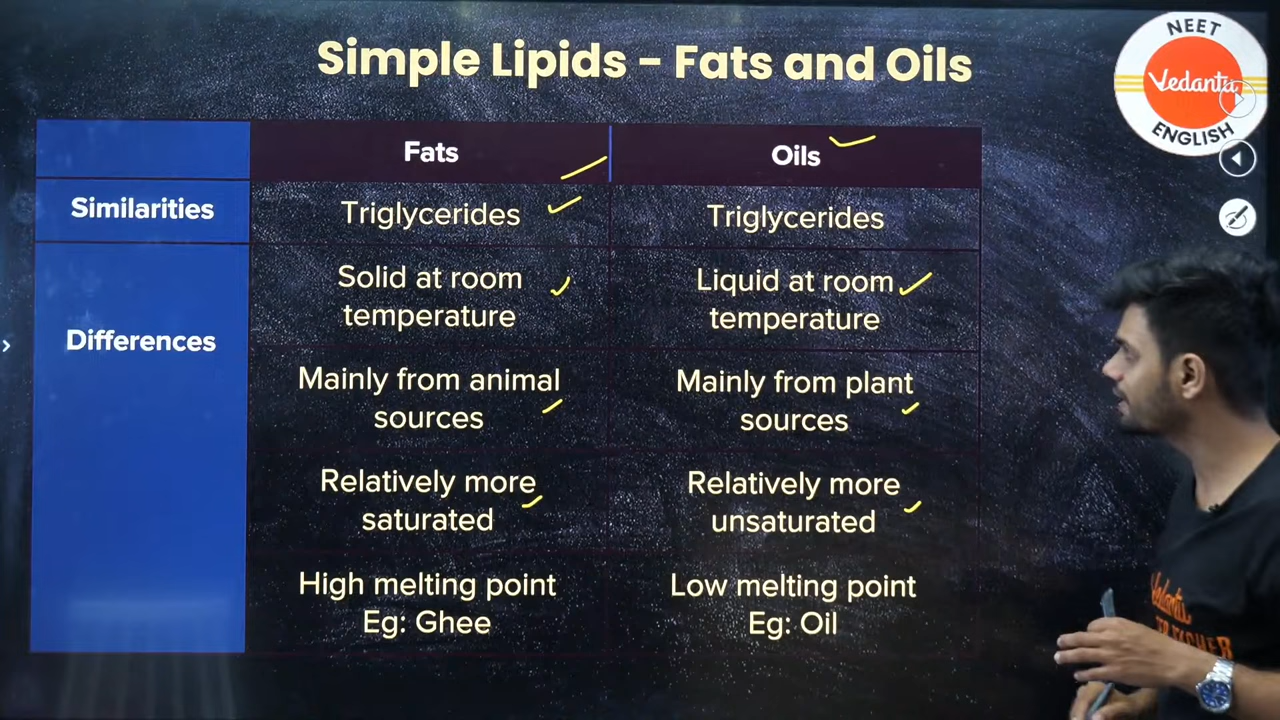 Simple Lipids – Fats and Oils
NEET
Vedantu
ENGLISH
Fats
Oils
Similarities
Triglycerides
Triglycerides
Differences
Solid at room
temperature
Liquid at room
temperature
Mainly from animal
sources
Mainly from plant
sources
Relatively more
saturated
Relatively more
unsaturated
High melting point
Eg: Ghee
Low melting point
Eg: Oil
Vedantu